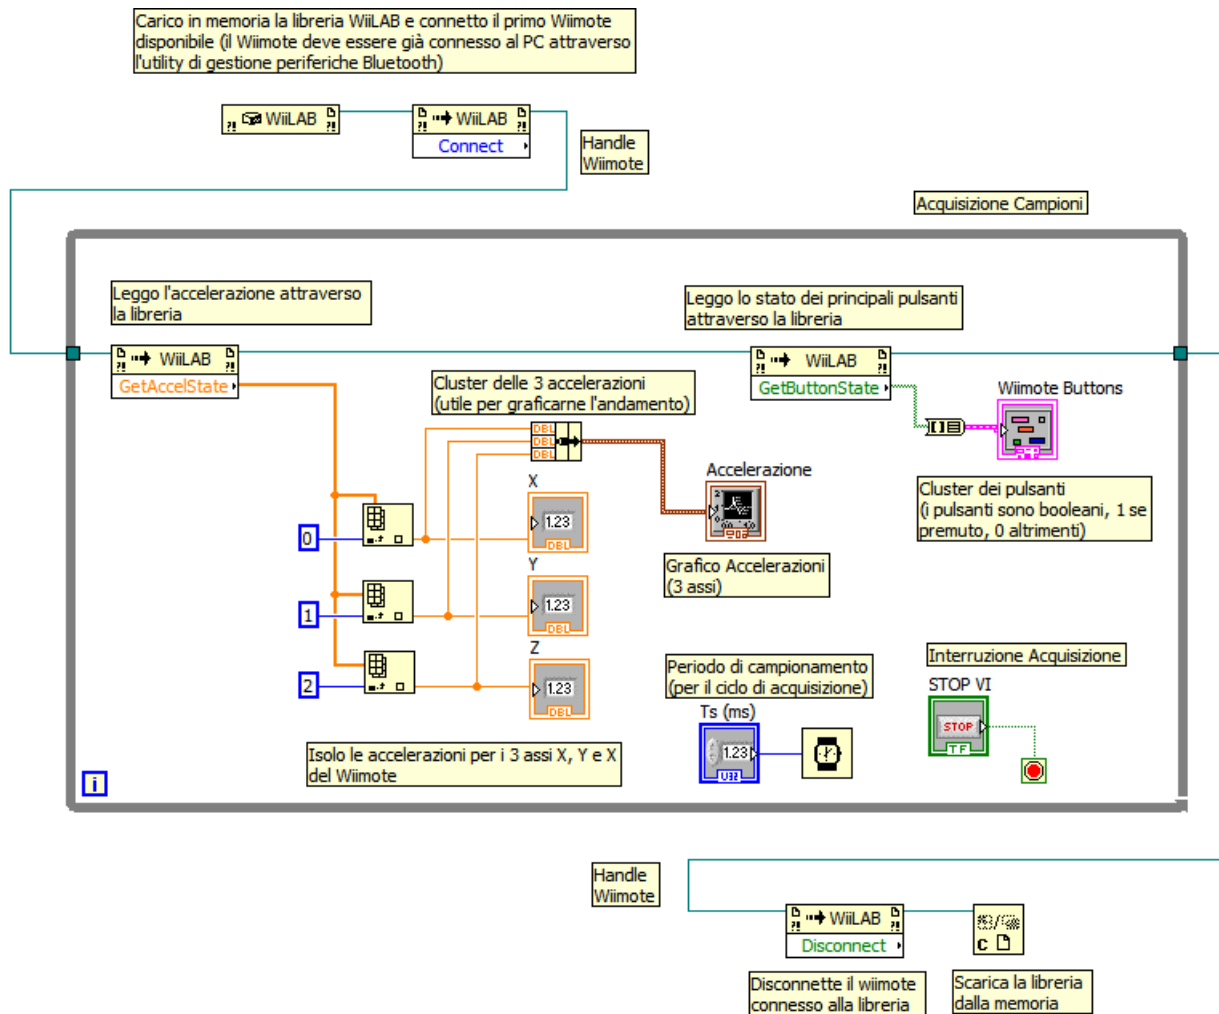 Carico in memoria la libreria WiiLAB e connetto il primo Wiimote
disponibile (il Wiimote deve essere già connesso al PC attraverso
l'utility di gestione periferiche Bluetooth)
WiiLAB
WiiLAB
Connect
Handle
Wiimote
Acquisizione Campioni
Leggo l'accelerazione attraverso
la libreria
Leggo lo stato dei principali pulsanti
attraverso la libreria
WiiLAB
GetAccelState
WiiLAB
GetButtonState
Cluster delle 3 accelerazioni
(utile per graficarne l'andamento)
Wiimote Buttons
DBL
DBL
DBL
Accelerazione
Cluster dei pulsanti
(i pulsanti sono booleani, 1 se
premuto, 0 altrimenti)
X
0
1.23
DBL
Grafico Accelerazioni
(3 assi)
Y
1
1.23
DBL
Z
2
1.23
DBL
Periodo di campionamento
(per il ciclo di acquisizione)
Ts (ms)
1.23
U32
Interruzione Acquisizione
STOP VI
STOP
TF
Isolo le accelerazioni per i 3 assi X, Y e X
del Wiimote
i
Handle
Wiimote
WiiLAB
Disconnect
C
Disconnette il wiimote
connesso alla libreria
Scarica la libreria
dalla memoria